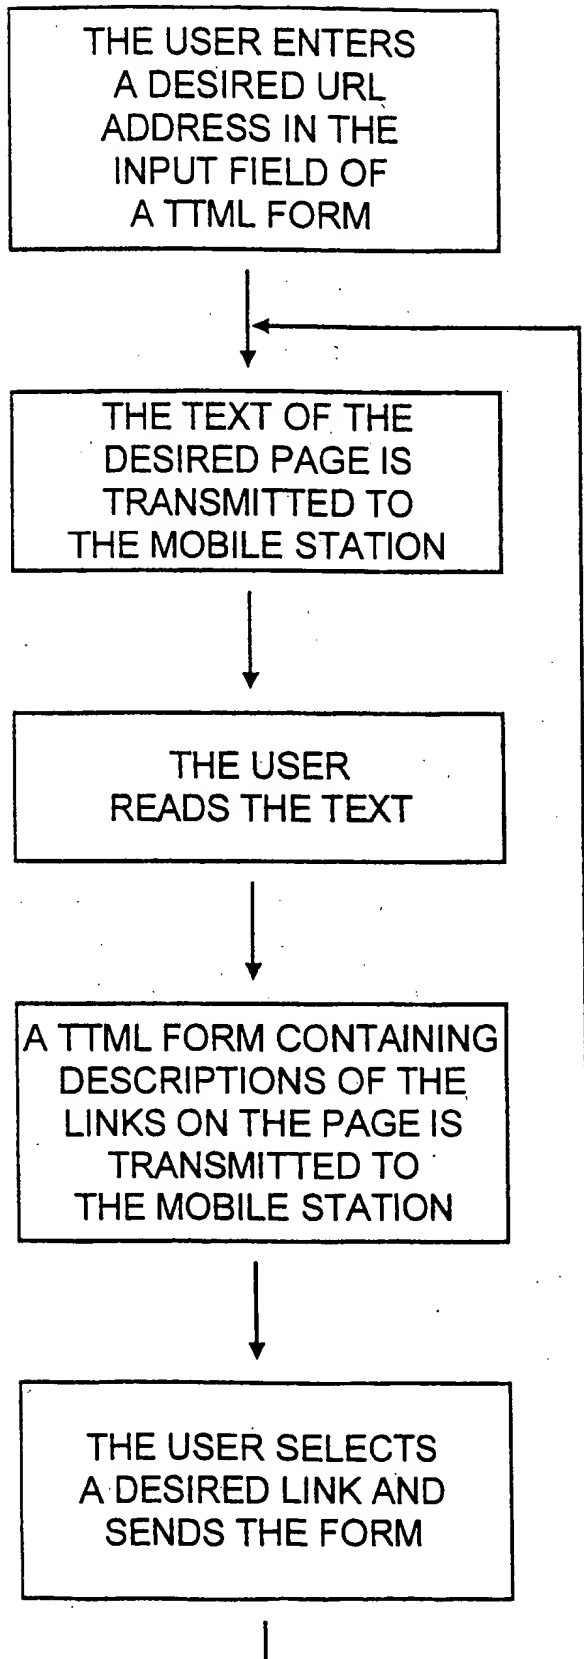 THE USER ENTERS
A DESIRED URL
ADDRESS IN THE
INPUT FIELD OF
A TTML FORM
THE TEXT OF THE
DESIRED PAGE IS
TRANSMITTED TO
THE MOBILE STATION
THE USER
READS THE TEXT
A TTML FORM CONTAINING
DESCRIPTIONS OF THE
LINKS ON THE PAGE IS
TRANSMITTED TO
THE MOBILE STATION
THE USER SELECTS
A DESIRED LINK AND
SENDS THE FORM